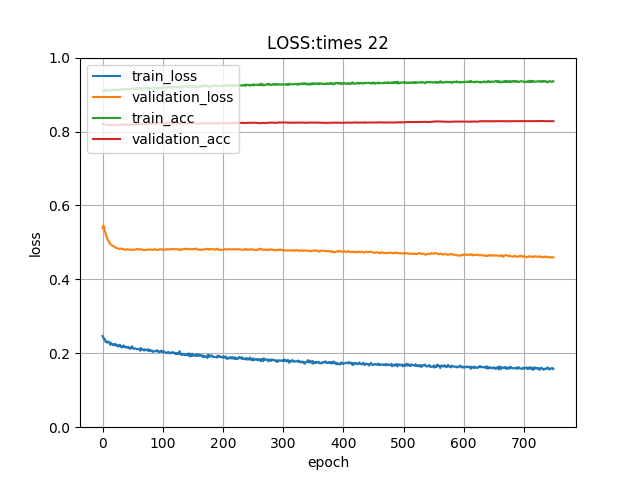 LOSS:times 22
1.0
0.8
0.6
0.4
0.2
0.0
loss
train_loss
validation_loss
train_acc
validation_acc
0 100 200 300 400 500 600 700
epoch